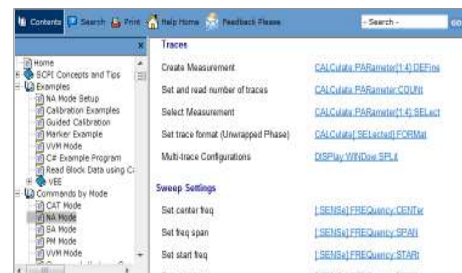 Contents Search Print Help Home Feedback Please - Search - GO
x
Home
SCPI Concepts and Tips
Examples
NA Mode Setup
Calibration Examples
Guided Calibration
Marker Example
VVM Mode
C# Example Program
Read Block Data using C
VEE
Commands by Mode
CAT Mode
NA Mode
SA Mode
PM Mode
VVM Mode
Traces
Create Measurement CALCulate:PARameter[1:4]:DEFine
Set and read number of traces CALCulate:PARameter:COUNt
Select Measurement CALCulate:PARameter[1:4]:SELect
Set trace format (Unwrapped Phase) CALCulate[:SELected]:FORMat
Multi-trace Configurations DISPlay:WINDow:SPLit
Sweep Settings
Set center freq [:SENSe]:FREQuency:CENTer
Set freq span [:SENSe]:FREQuency:SPAN
Set start freq [:SENSe]:FREQuency:STARt